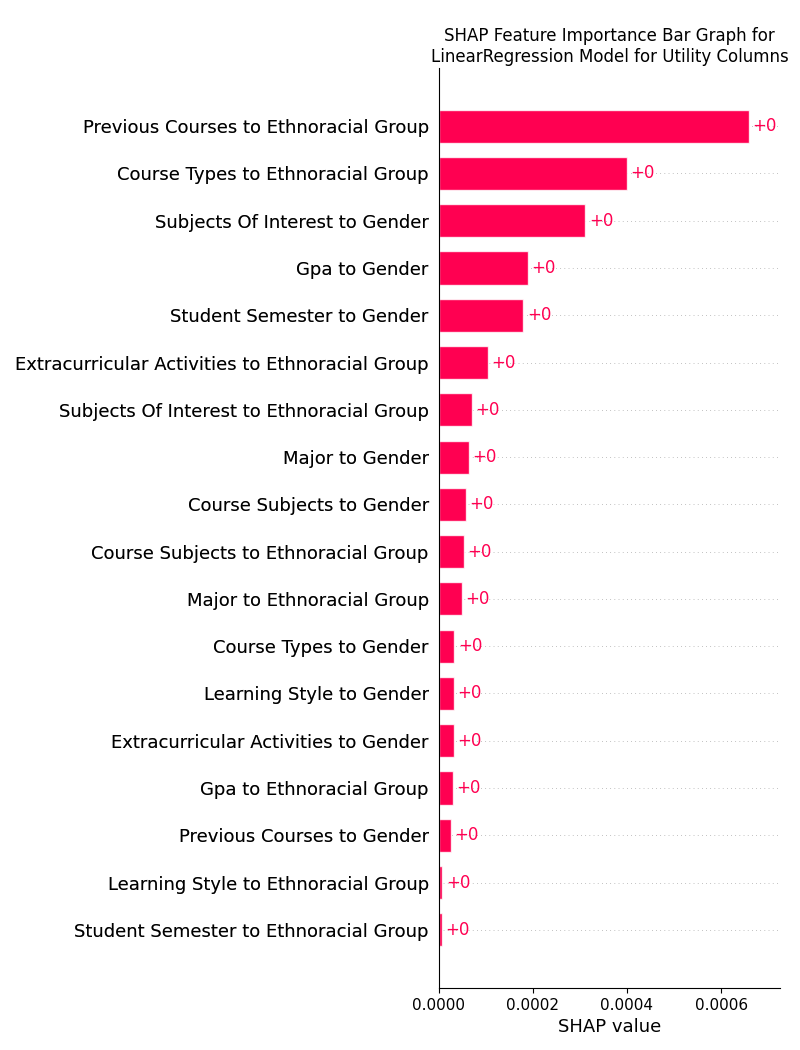 SHAP Feature Importance Bar Graph for
LinearRegression Model for Utility Columns
Previous Courses to Ethnoracial Group +0
Course Types to Ethnoracial Group +0
Subjects Of Interest to Gender +0
Gpa to Gender +0
Student Semester to Gender +0
Extracurricular Activities to Ethnoracial Group +0
Subjects Of Interest to Ethnoracial Group +0
Major to Gender +0
Course Subjects to Gender +0
Course Subjects to Ethnoracial Group +0
Major to Ethnoracial Group +0
Course Types to Gender +0
Learning Style to Gender +0
Extracurricular Activities to Gender +0
Gpa to Ethnoracial Group +0
Previous Courses to Gender +0
Learning Style to Ethnoracial Group +0
Student Semester to Ethnoracial Group +0
0.0000 0.0002 0.0004 0.0006
SHAP value